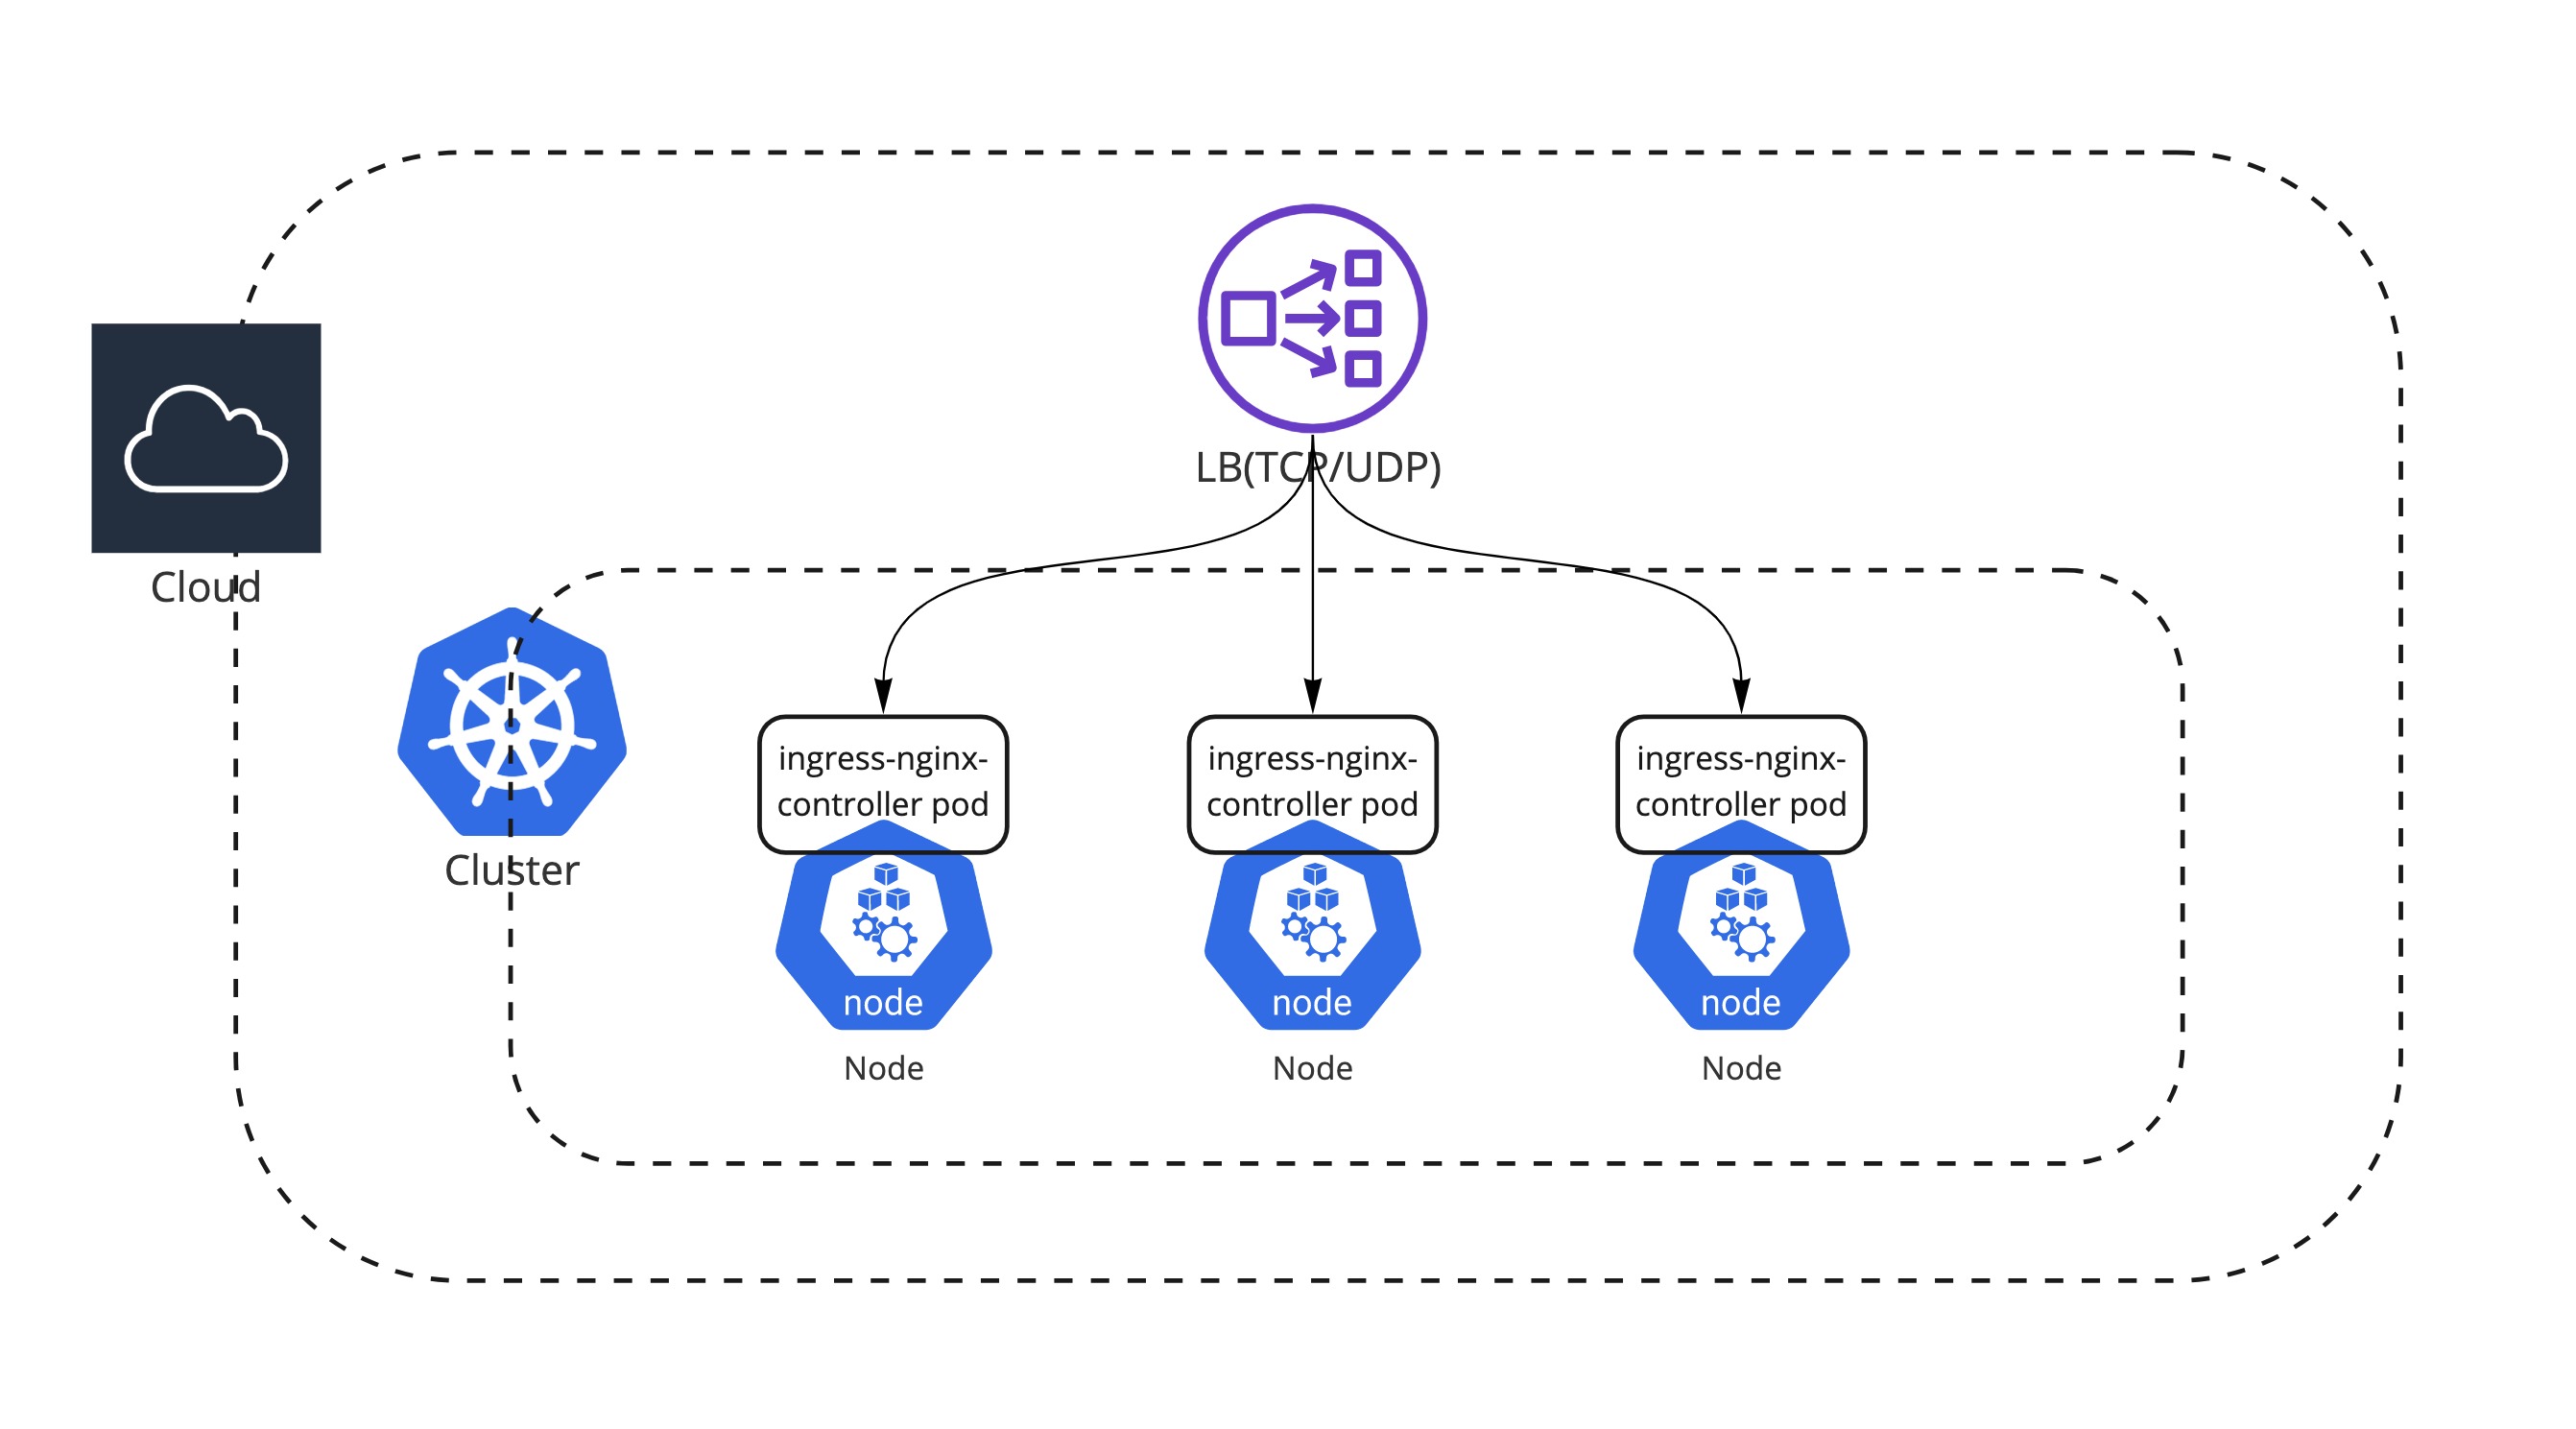 LB(TCP/UDP)
Cloud
Cluster
ingress-nginx-
controller pod
node
Node
ingress-nginx-
controller pod
node
Node
ingress-nginx-
controller pod
node
Node